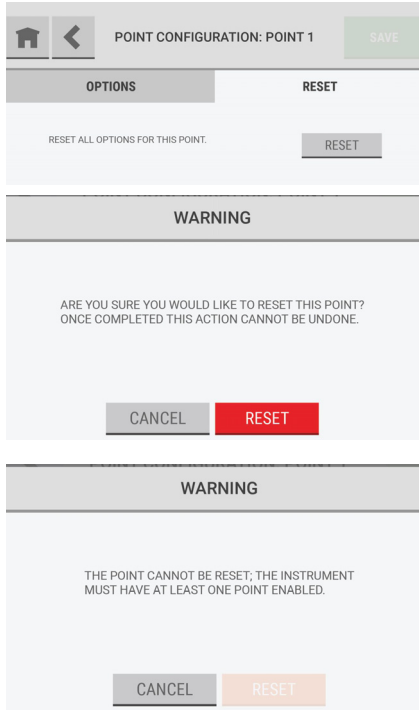 POINT CONFIGURATION: POINT 1
SAVE
OPTIONS
RESET
RESET ALL OPTIONS FOR THIS POINT.
RESET
WARNING
ARE YOU SURE YOU WOULD LIKE TO RESET THIS POINT?
ONCE COMPLETED THIS ACTION CANNOT BE UNDONE.
CANCEL
RESET
WARNING
THE POINT CANNOT BE RESET; THE INSTRUMENT
MUST HAVE AT LEAST ONE POINT ENABLED.
CANCEL
RESET